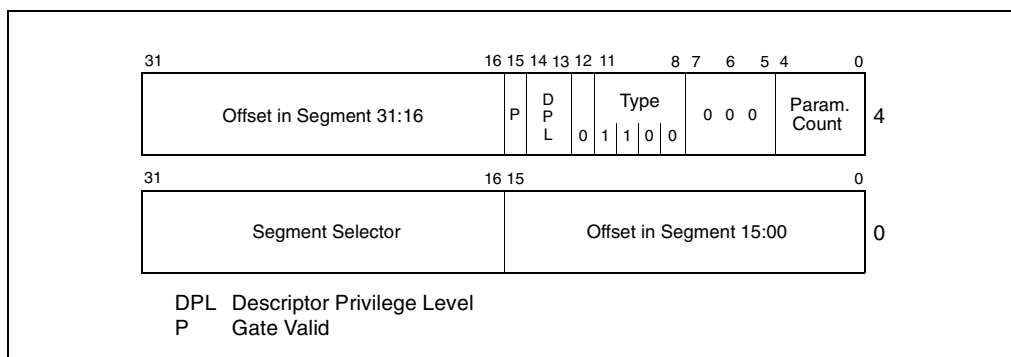 31 16 15 14 13 12 11 8 7 6 5 4 0
Offset in Segment 31:16 P D P L 0 Type 1 1 0 0 0 0 0 Param. Count 4
31 16 15 0
Segment Selector Offset in Segment 15:00 0
DPL Descriptor Privilege Level
P Gate Valid